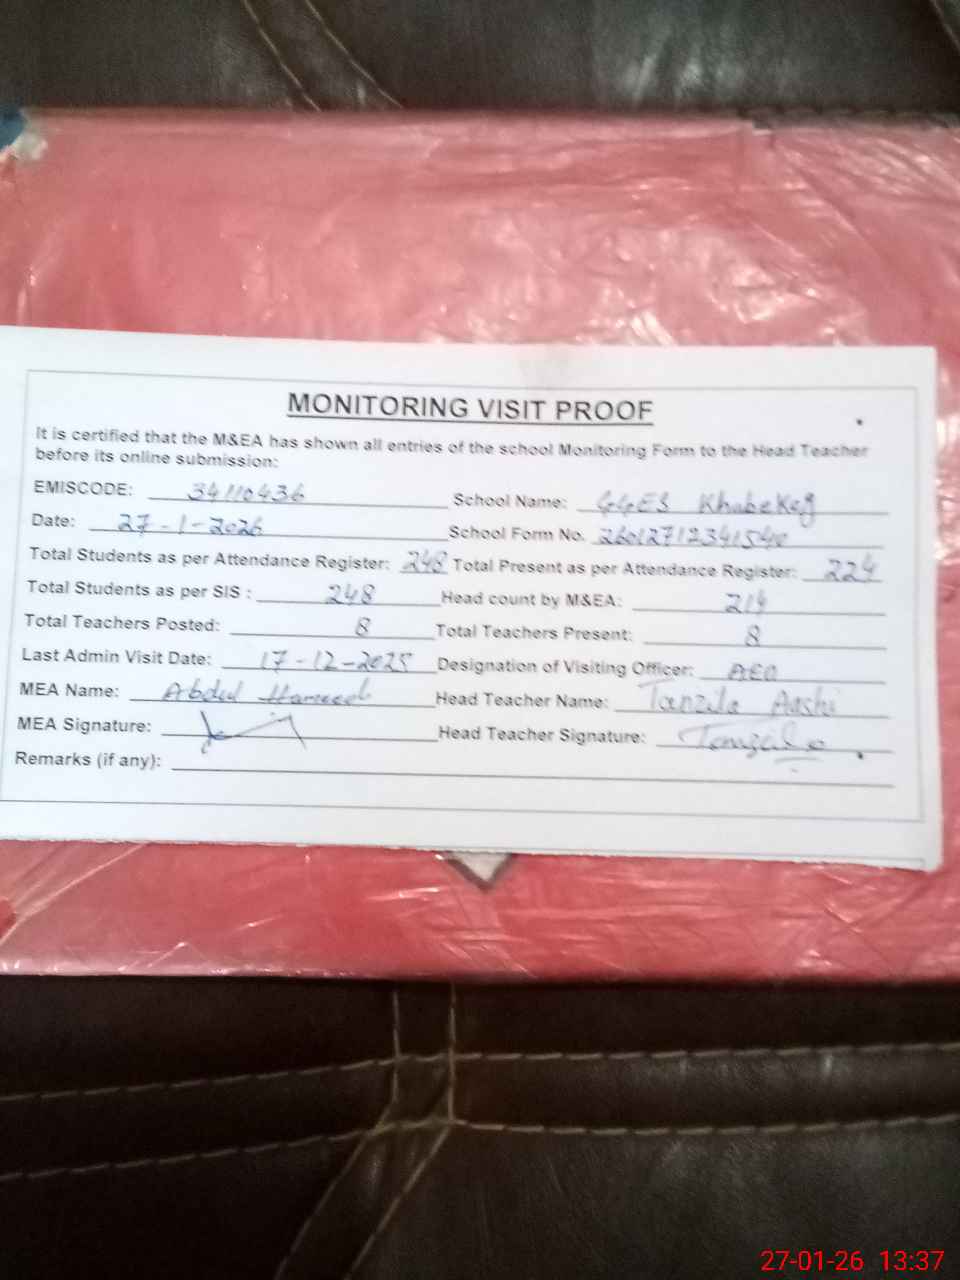 MONITORING VISIT PROOF
It is certified that the M&EA has shown all entries of the school Monitoring Form to the Head Teacher
before its online submission:
EMISCODE: 34110436 School Name: GGES Khabekeg
Date: 27-1-2026 School Form No. 26012712341540
Total Students as per Attendance Register: 248 Total Present as per Attendance Register: 224
Total Students as per SIS : 248 Head count by M&EA: 214
Total Teachers Posted: 8 Total Teachers Present: 8
Last Admin Visit Date: 17-12-2025 Designation of Visiting Officer: AEO
MEA Name: Abdul Hameed Head Teacher Name: Tanzila Aashi
MEA Signature: Head Teacher Signature: Tanzila
Remarks (if any):
27-01-26 13:37